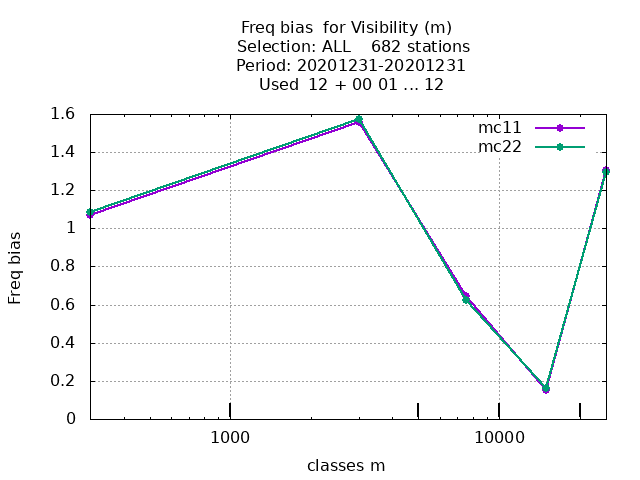 Freq bias  for Visibility (m)
Selection: ALL    682 stations
Period: 20201231-20201231
Used  12 + 00 01 ... 12
mc11
mc22
1.6
1.4
1.2
1
0.8
0.6
0.4
0.2
0
Freq bias
1000
10000
classes m